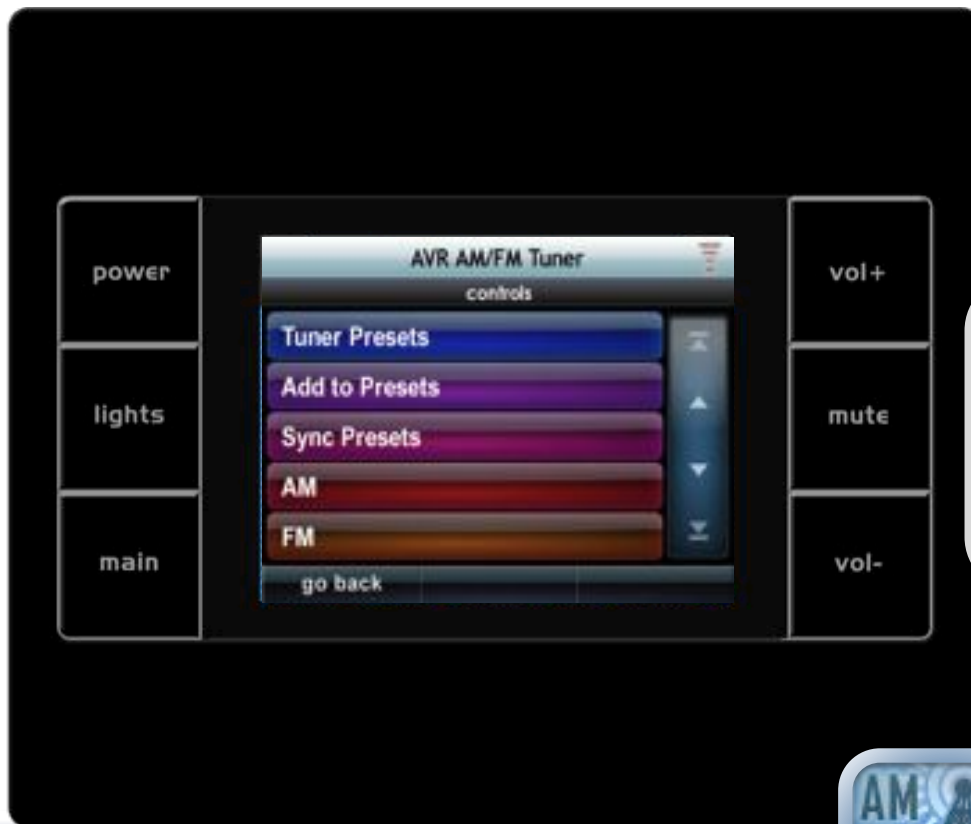 AVR AM/FM Tuner
controls
power
lights
main
Tuner Presets
Add to Presets
Sync Presets
AM
FM
go back
vol+
mute
vol-
AM